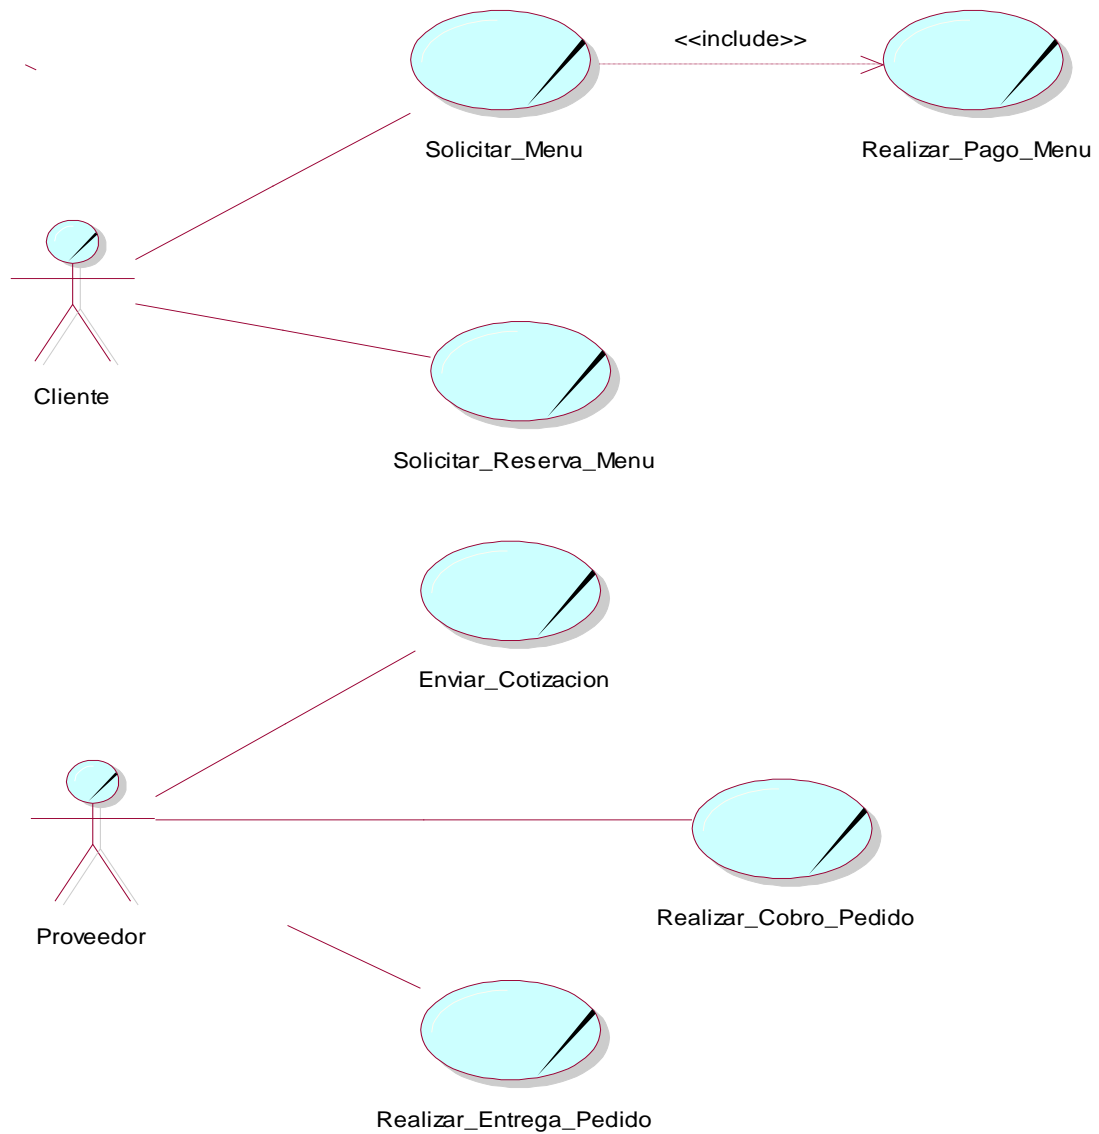 <<include>>
Solicitar_Menu
Realizar_Pago_Menu
Cliente
Solicitar_Reserva_Menu
Enviar_Cotizacion
Realizar_Cobro_Pedido
Proveedor
Realizar_Entrega_Pedido